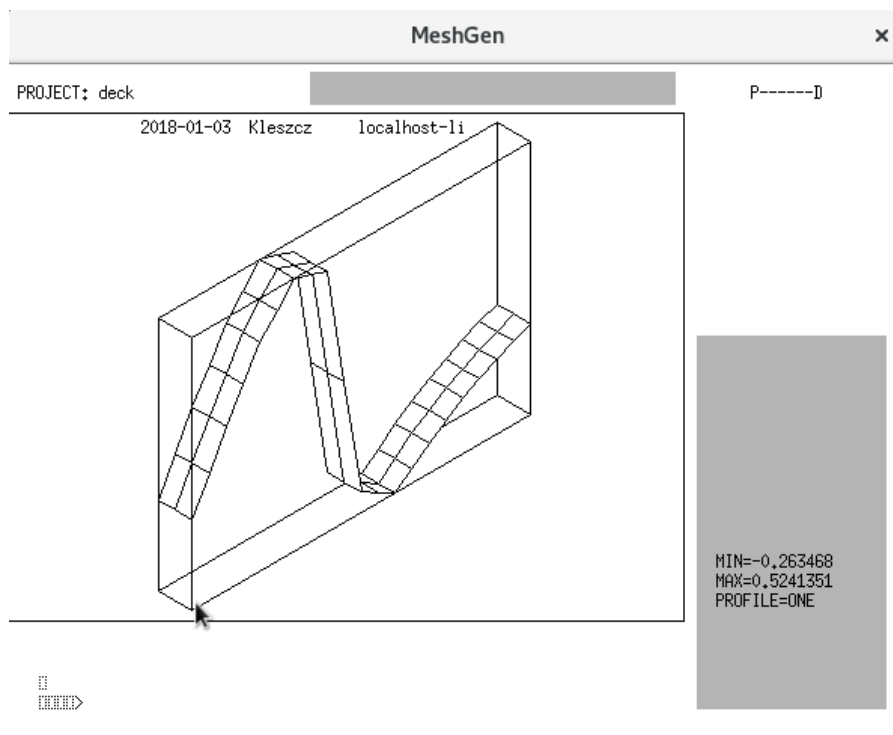 MeshGen ×
PROJECT: deck
P------D
2018-01-03 Kleszcz localhost-li
MIN=-0.263468
MAX=0.5241351
PROFILE=ONE
>